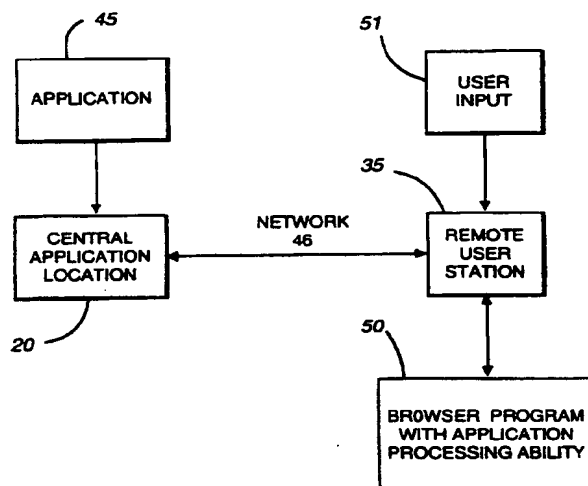 45
APPLICATION
51
USER
INPUT
CENTRAL
APPLICATION
LOCATION
20
NETWORK
46
35
REMOTE
USER
STATION
50
BROWSER PROGRAM
WITH APPLICATION
PROCESSING ABILITY